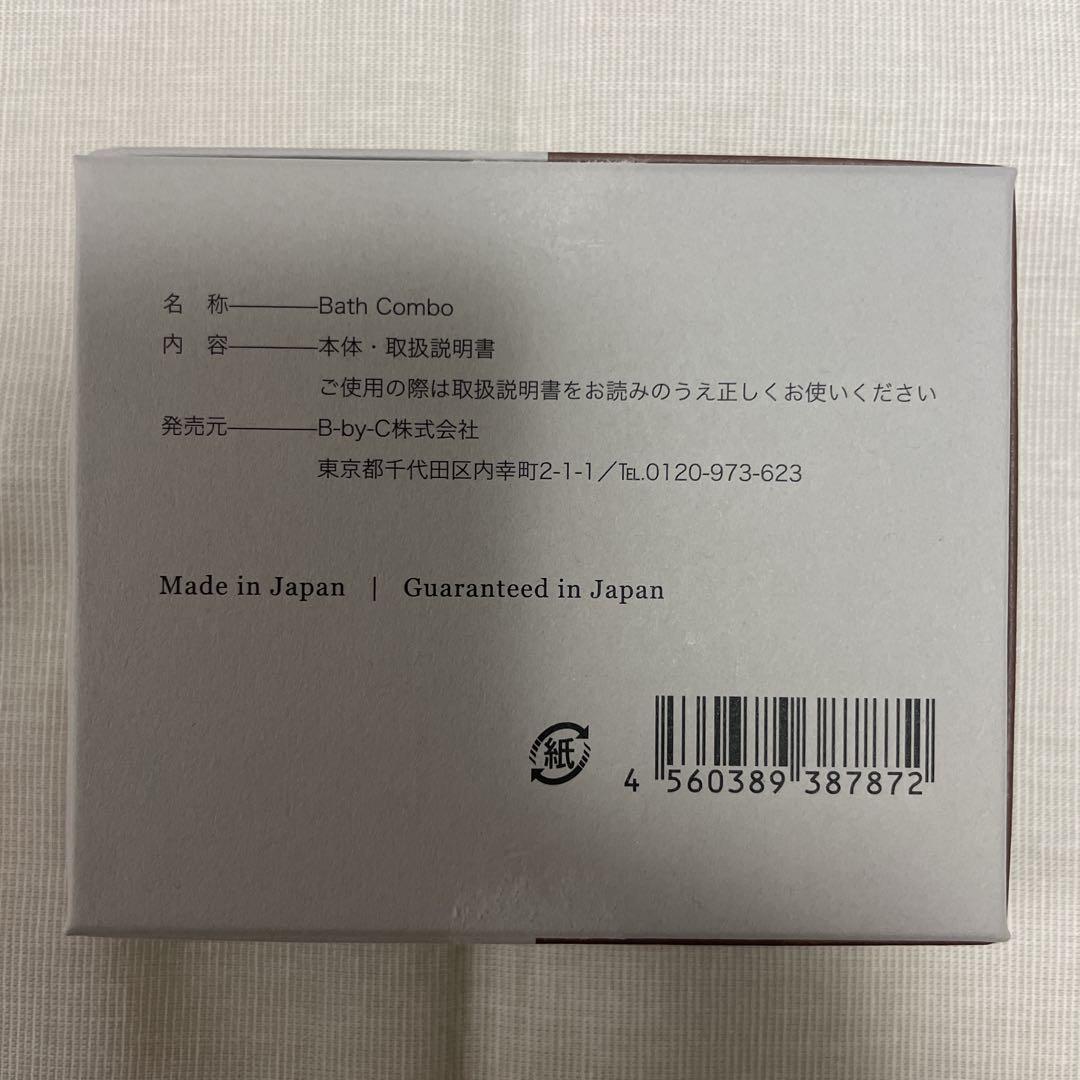 名 称————Bath Combo
内 容————本体・取扱説明書
ご使用の際は取扱説明書をお読みのうえ正しくお使いください
発売元————B-by-C株式会社
東京都千代田区内幸町2-1-1／℡.0120-973-623
Made in Japan | Guaranteed in Japan
紙
4 560389 387872